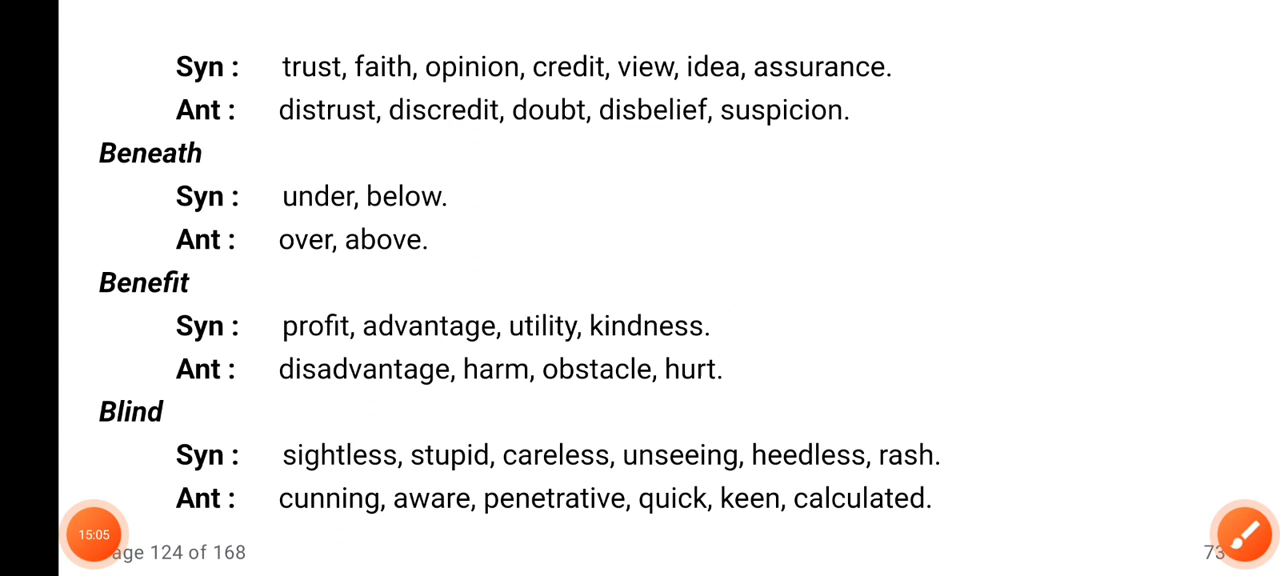 Syn : trust, faith, opinion, credit, view, idea, assurance.
Ant : distrust, discredit, doubt, disbelief, suspicion.
Beneath
Syn : under, below.
Ant : over, above.
Benefit
Syn : profit, advantage, utility, kindness.
Ant : disadvantage, harm, obstacle, hurt.
Blind
Syn : sightless, stupid, careless, unseeing, heedless, rash.
Ant : cunning, aware, penetrative, quick, keen, calculated.
15:05
age 124 of 168 73